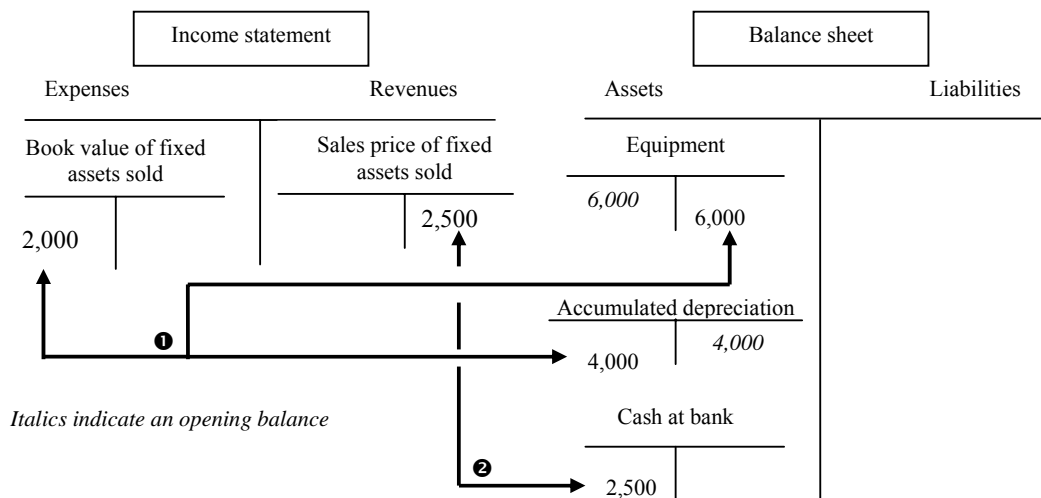 Income statement
Balance sheet
Expenses
Revenues
Assets
Liabilities
Book value of fixed
assets sold
Sales price of fixed
assets sold
Equipment
2,000
2,500
6,000
6,000
Accumulated depreciation
❶
4,000
4,000
Italics indicate an opening balance
Cash at bank
❷
2,500